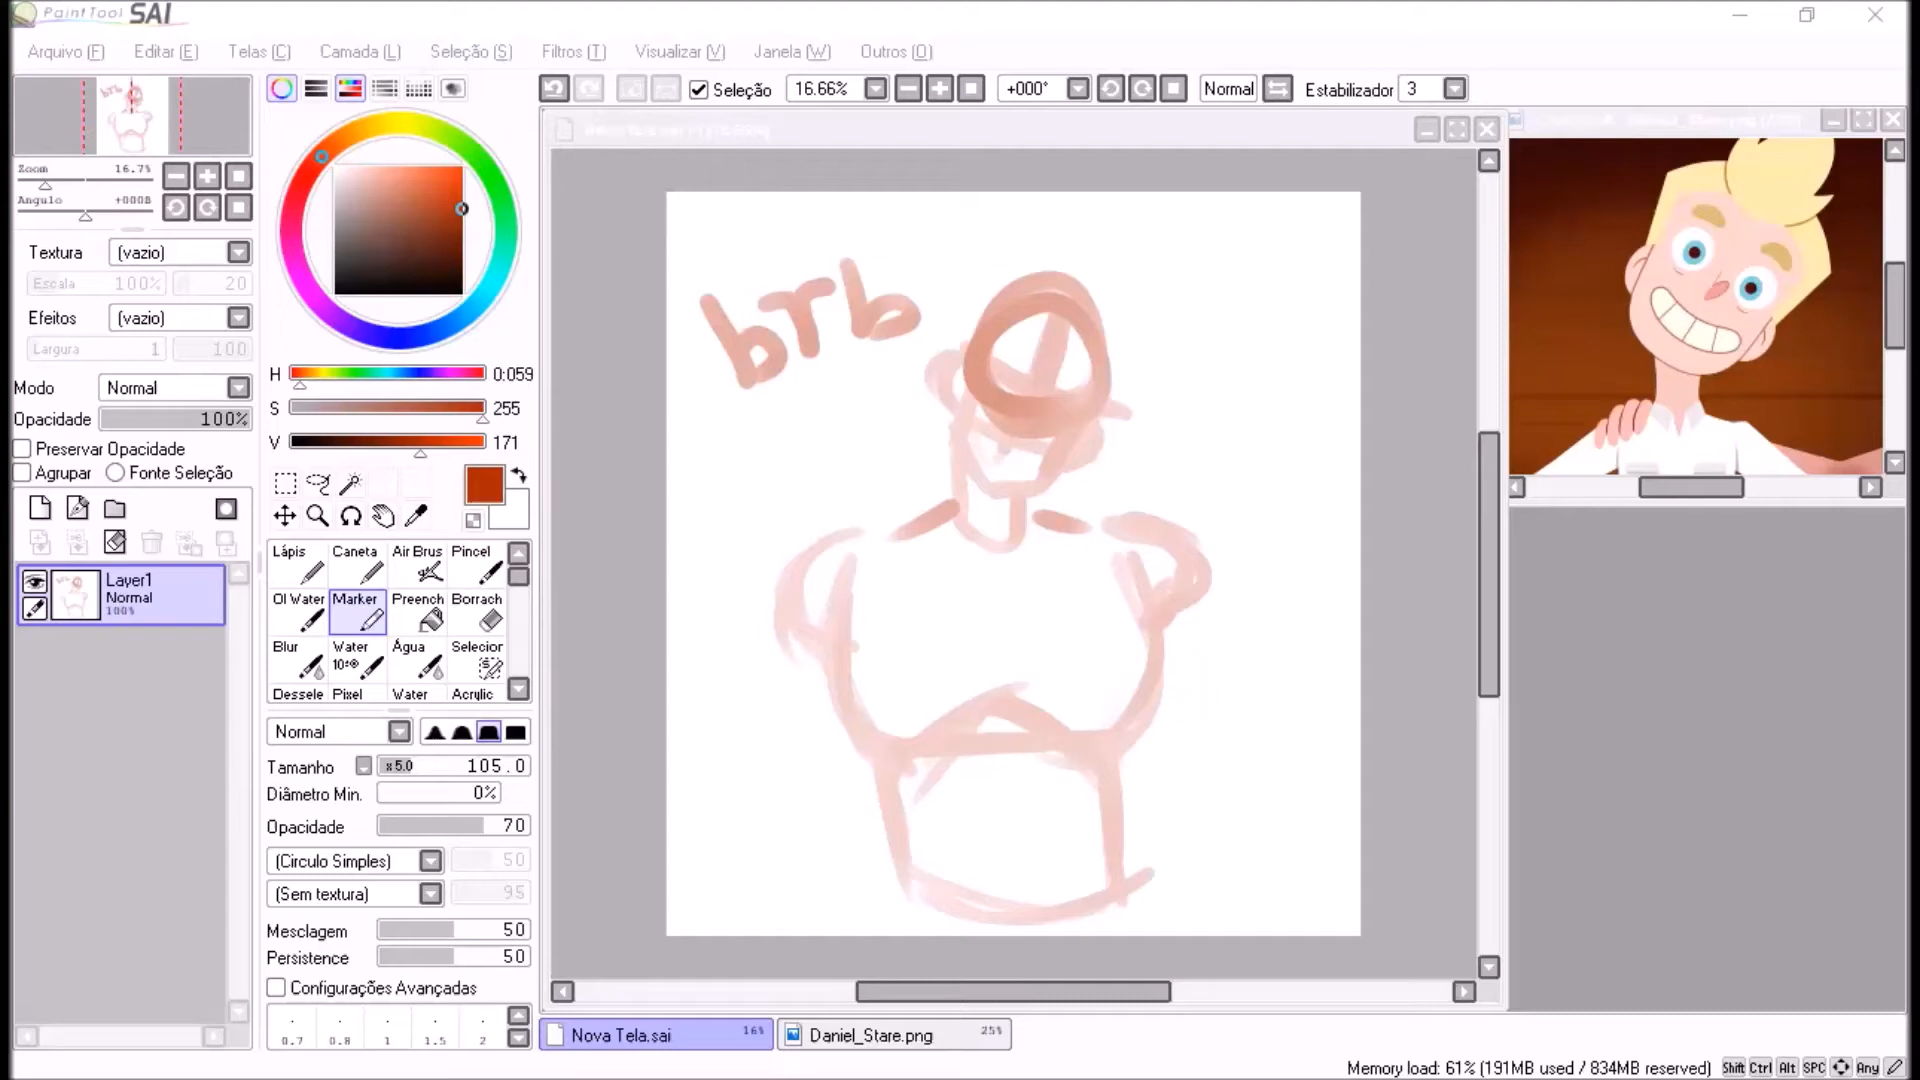 PaintTool SAI
Arquivo (F) Editar (E) Telas (C) Camada (L) Seleção (S) Filtros (T) Visualizar (V) Janela (W) Outros (O)
Seleção 16.66% +000° Normal Estabilizador 3
Zoom 16.7%
Angulo +000B
Textura (vazio)
Escala 100% 20
Efeitos (vazio)
Largura 1 100
Modo Normal
Opacidade 100%
Preservar Opacidade
Agrupar Fonte Seleção
Layer1
Normal
100%
H 0:059
S 255
V 171
Lápis Caneta Air Brus Pincel
Ol Water Marker Preench Borrach
Blur Water Água Selecior
Dessele Pixel Water Acrylic
Normal
Tamanho x5.0 105.0
Diâmetro Min. 0%
Opacidade 70
(Circulo Simples) 50
(Sem textura) 95
Mesclagem 50
Persistence 50
Configurações Avançadas
0.7 0.8 1 1.5 2
brb
Nova Tela.sai 16%
Daniel_Stare.png 25%
Memory load: 61% (191MB used / 834MB reserved) Shift Ctrl Alt SPC Any